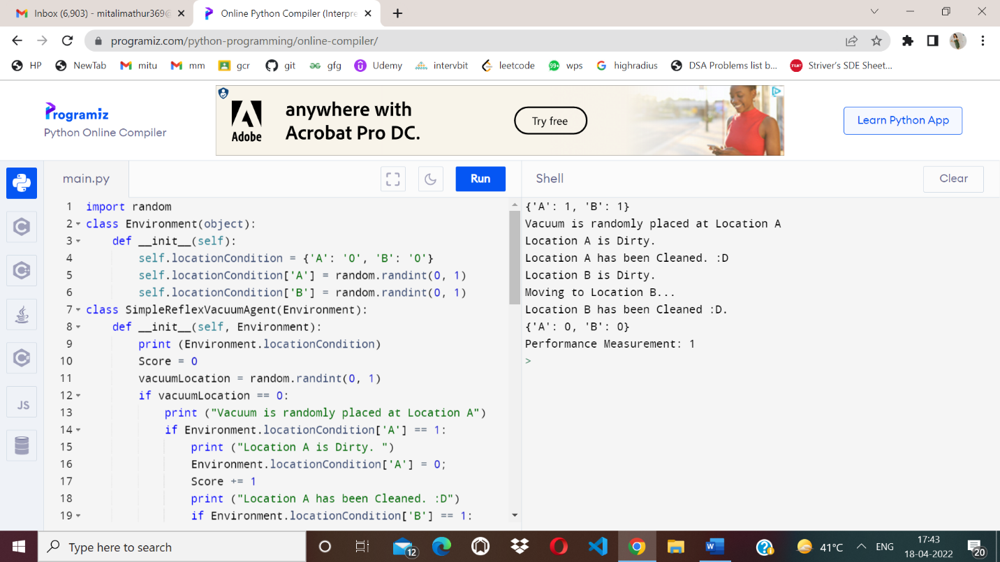 Inbox (6,903) - mitalimathur369@
Online Python Compiler (Interpre
programiz.com/python-programming/online-compiler/
HP NewTab mitu mm gcr git gfg Udemy intervbit leetcode wps highradius DSA Problems list b... Striver's SDE Sheet...
Programiz
Python Online Compiler
Adobe
anywhere with
Acrobat Pro DC.
Try free
Learn Python App
main.py
Run
Shell
Clear
1 import random
2 class Environment(object):
3 def __init__(self):
4 self.locationCondition = {'A': '0', 'B': '0'}
5 self.locationCondition['A'] = random.randint(0, 1)
6 self.locationCondition['B'] = random.randint(0, 1)
7 class SimpleReflexVacuumAgent(Environment):
8 def __init__(self, Environment):
9 print (Environment.locationCondition)
10 Score = 0
11 vacuumLocation = random.randint(0, 1)
12 if vacuumLocation == 0:
13 print ("Vacuum is randomly placed at Location A")
14 if Environment.locationCondition['A'] == 1:
15 print ("Location A is Dirty. ")
16 Environment.locationCondition['A'] = 0;
17 Score += 1
18 print ("Location A has been Cleaned. :D")
19 if Environment.locationCondition['B'] == 1:
{'A': 1, 'B': 1}
Vacuum is randomly placed at Location A
Location A is Dirty.
Location A has been Cleaned. :D
Location B is Dirty.
Moving to Location B...
Location B has been Cleaned :D.
{'A': 0, 'B': 0}
Performance Measurement: 1
>
JS
Type here to search
12
41°C
ENG
17:43
18-04-2022
20